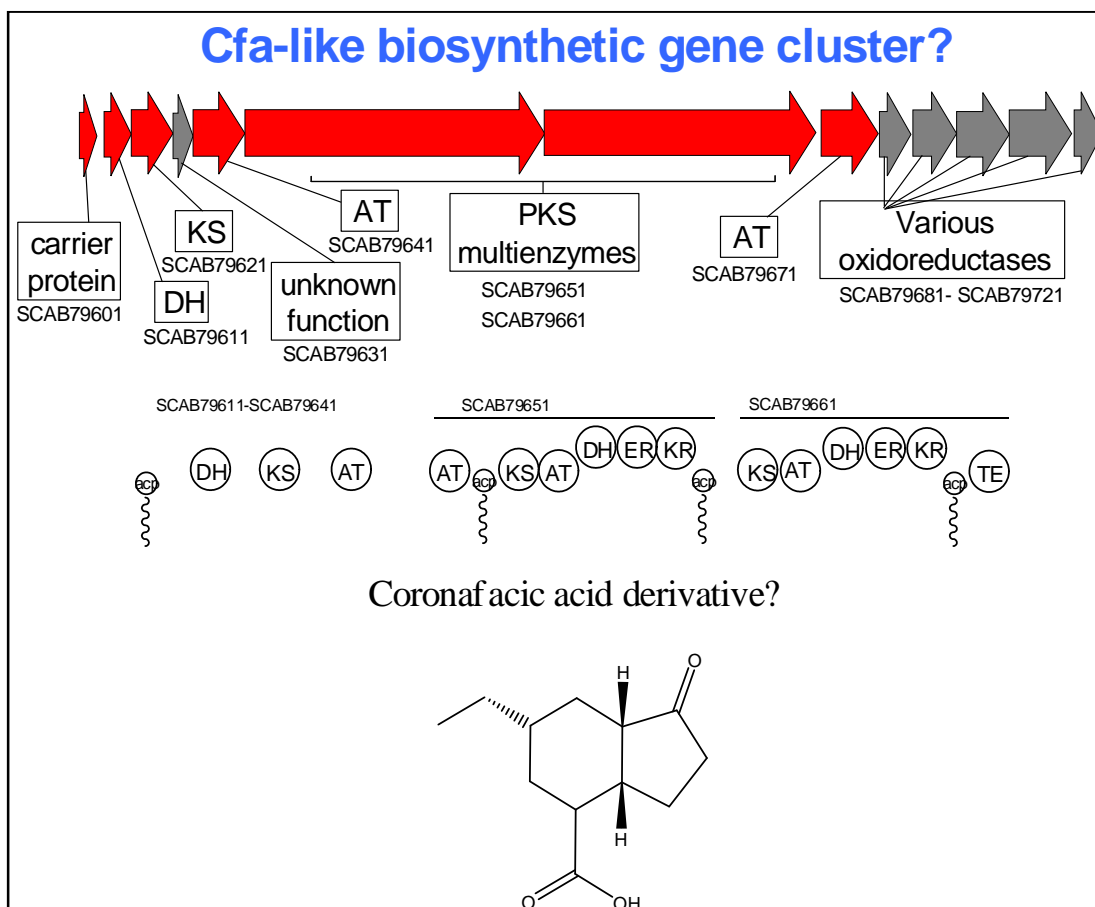 Cfa-like biosynthetic gene cluster?
carrier
protein
SCAB79601
DH
SCAB79611
KS
SCAB79621
unknown
function
SCAB79631
AT
SCAB79641
PKS
multienzymes
SCAB79651
SCAB79661
AT
SCAB79671
Various
oxidoreductases
SCAB79681- SCAB79721
SCAB79611-SCAB79641
SCAB79651
SCAB79661
acp DH KS AT
AT acp KS AT DH ER KR acp
KS AT DH ER KR acp TE
Coronafacic acid derivative?
H
O
H
O
OH